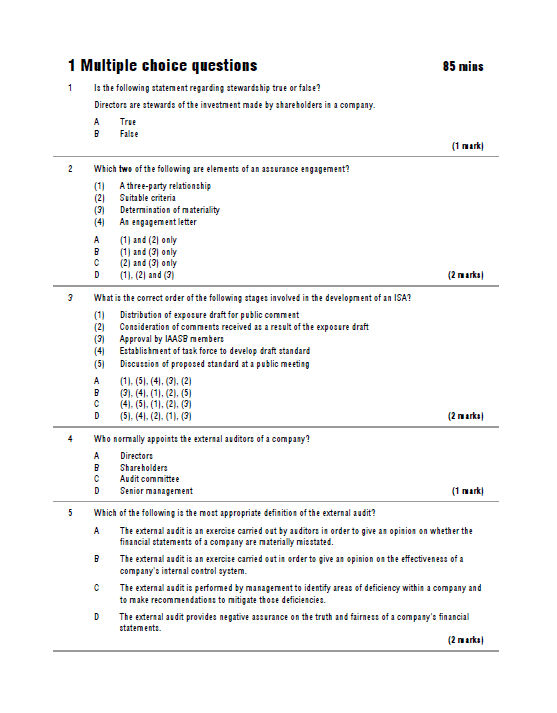 1 Multiple choice questions 85 mins
1 Is the following statement regarding stewardship true or false?
Directors are stewards of the investment made by shareholders in a company.
A True
B False
(1 mark)
2 Which two of the following are elements of an assurance engagement?
(1) A three-party relationship
(2) Suitable criteria
(3) Determination of materiality
(4) An engagement letter
A (1) and (2) only
B (1) and (3) only
C (2) and (3) only
D (1), (2) and (3) (2 marks)
3 What is the correct order of the following stages involved in the development of an ISA?
(1) Distribution of exposure draft for public comment
(2) Consideration of comments received as a result of the exposure draft
(3) Approval by IAASB members
(4) Establishment of task force to develop draft standard
(5) Discussion of proposed standard at a public meeting
A (1), (5), (4), (3), (2)
B (3), (4), (1), (2), (5)
C (4), (5), (1), (2), (3)
D (5), (4), (2), (1), (3) (2 marks)
4 Who normally appoints the external auditors of a company?
A Directors
B Shareholders
C Audit committee
D Senior management (1 mark)
5 Which of the following is the most appropriate definition of the external audit?
A The external audit is an exercise carried out by auditors in order to give an opinion on whether the
financial statements of a company are materially misstated.
B The external audit is an exercise carried out in order to give an opinion on the effectiveness of a
company's internal control system.
C The external audit is performed by management to identify areas of deficiency within a company and
to make recommendations to mitigate those deficiencies.
D The external audit provides negative assurance on the truth and fairness of a company's financial
statements.
(2 marks)